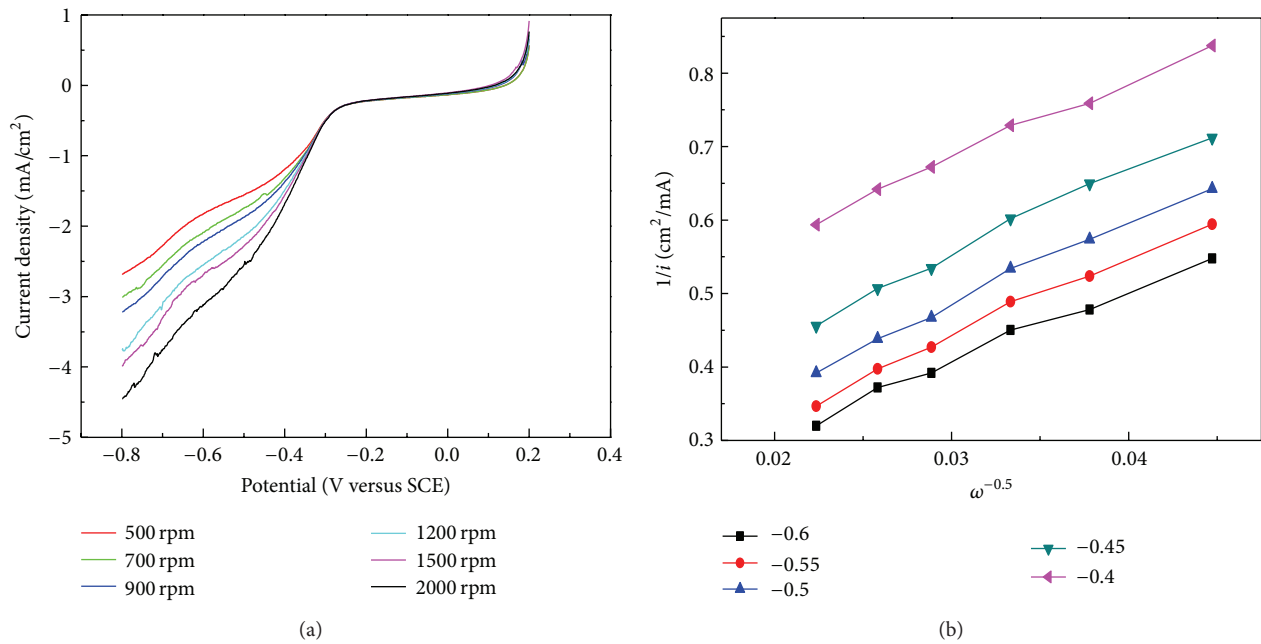 1
0
−1
−2
−3
−4
−5
Current density (mA/cm²)
−0.8 −0.6 −0.4 −0.2 0.0 0.2 0.4
Potential (V versus SCE)
500 rpm
700 rpm
900 rpm
1200 rpm
1500 rpm
2000 rpm
(a)
0.8
0.7
0.6
0.5
0.4
0.3
1/i (cm²/mA)
0.02 0.03 0.04
ω^−0.5
−0.6
−0.55
−0.5
−0.45
−0.4
(b)